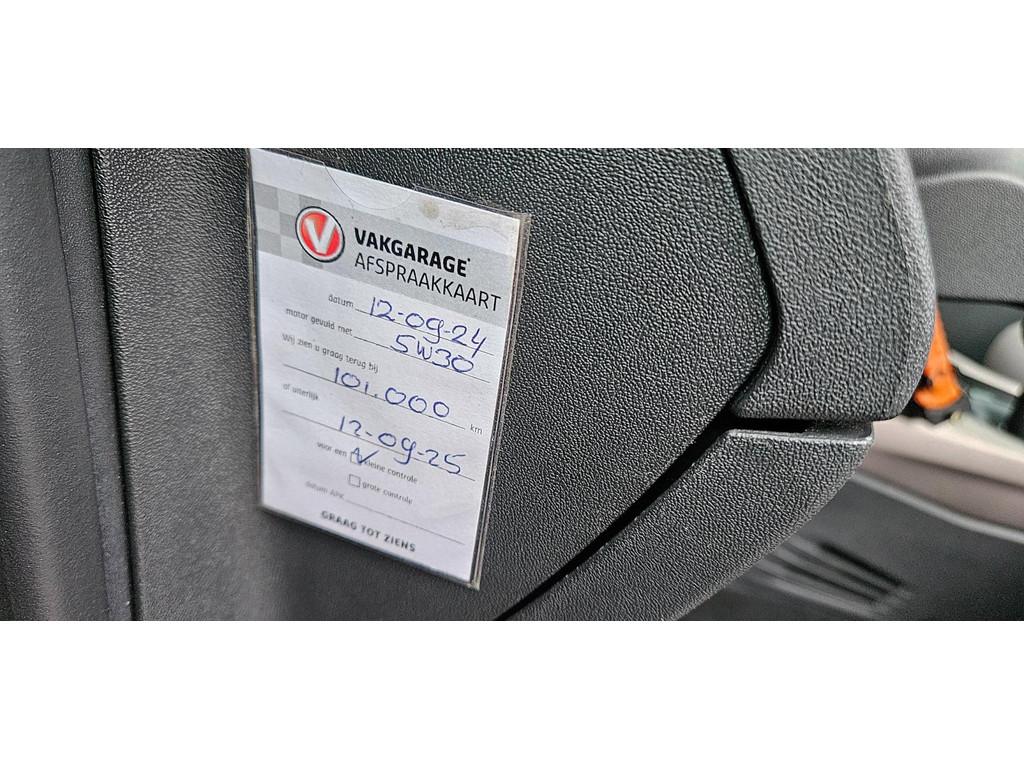 V
VAKGARAGE
AFSPRAAKKAART
datum 12-09-24
motor gevuld met 5W30
Wij zien u graag terug bij
101.000 km
of uiterlijk
12-09-25
voor een kleine controle
grote controle
datum APK
GRAAG TOT ZIENS